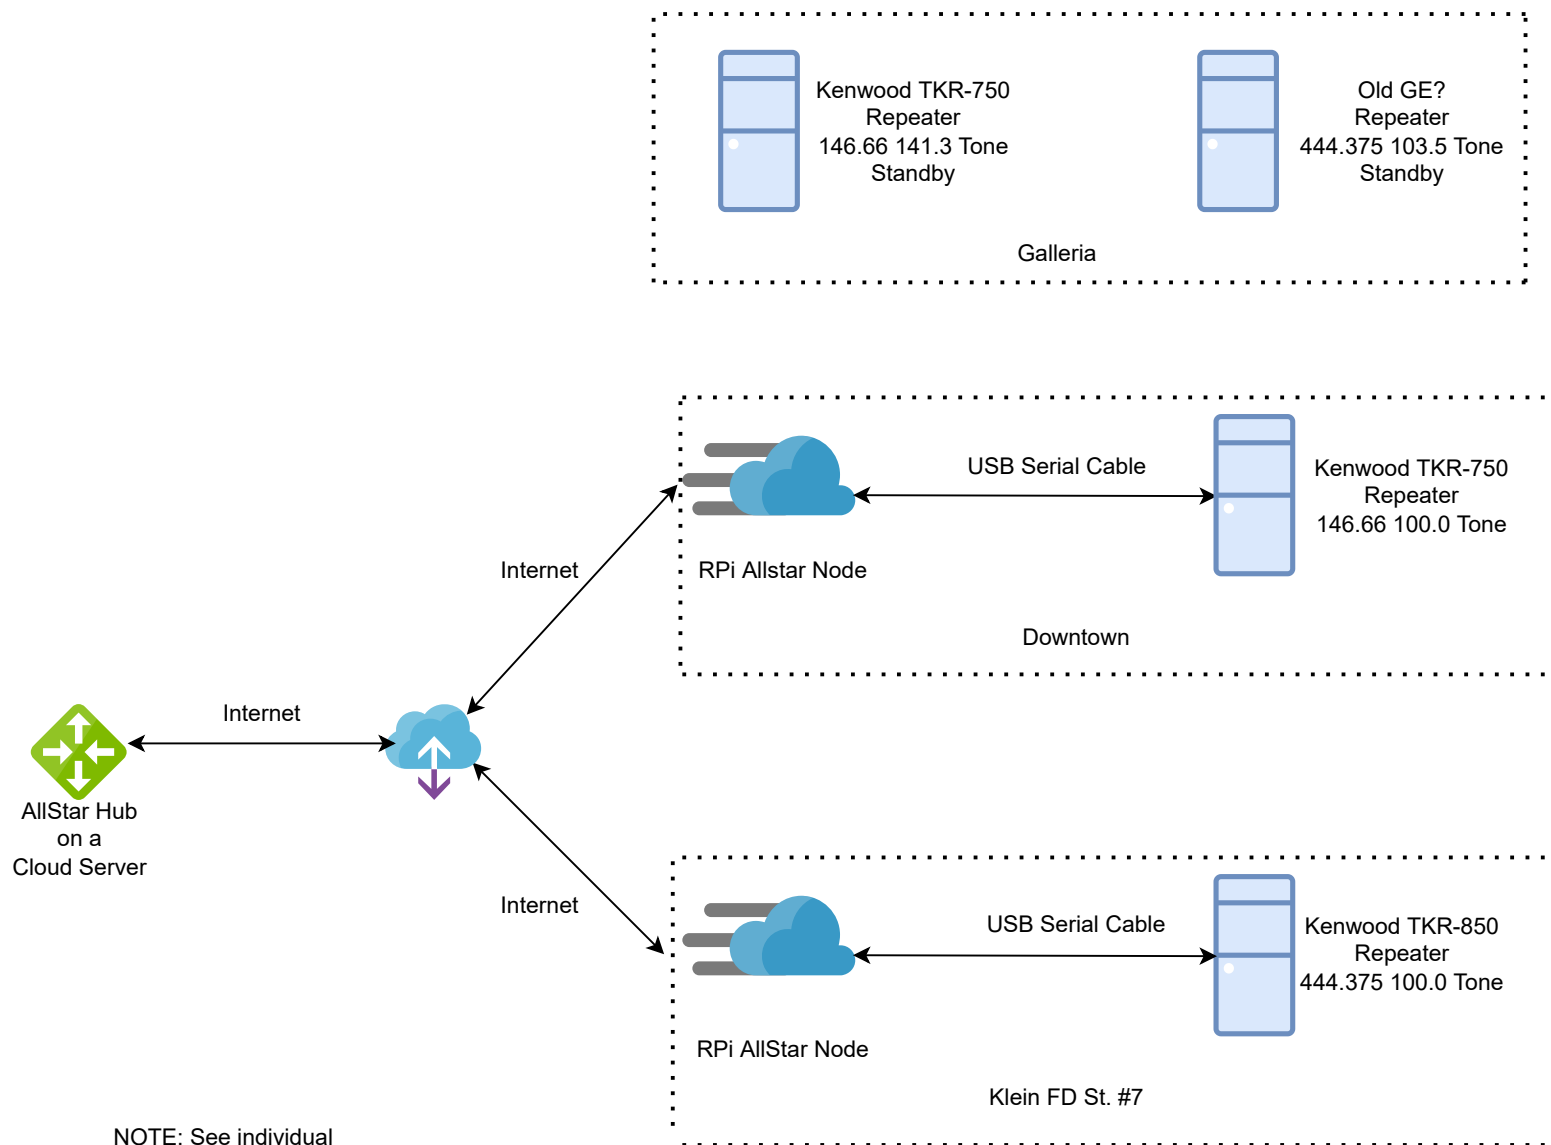 Kenwood TKR-750
Repeater
146.66 141.3 Tone
Standby
Old GE?
Repeater
444.375 103.5 Tone
Standby
Galleria
USB Serial Cable
Kenwood TKR-750
Repeater
146.66 100.0 Tone
Internet
RPi Allstar Node
Downtown
Internet
AllStar Hub
on a
Cloud Server
Internet
USB Serial Cable
Kenwood TKR-850
Repeater
444.375 100.0 Tone
RPi AllStar Node
Klein FD St. #7
NOTE: See individual